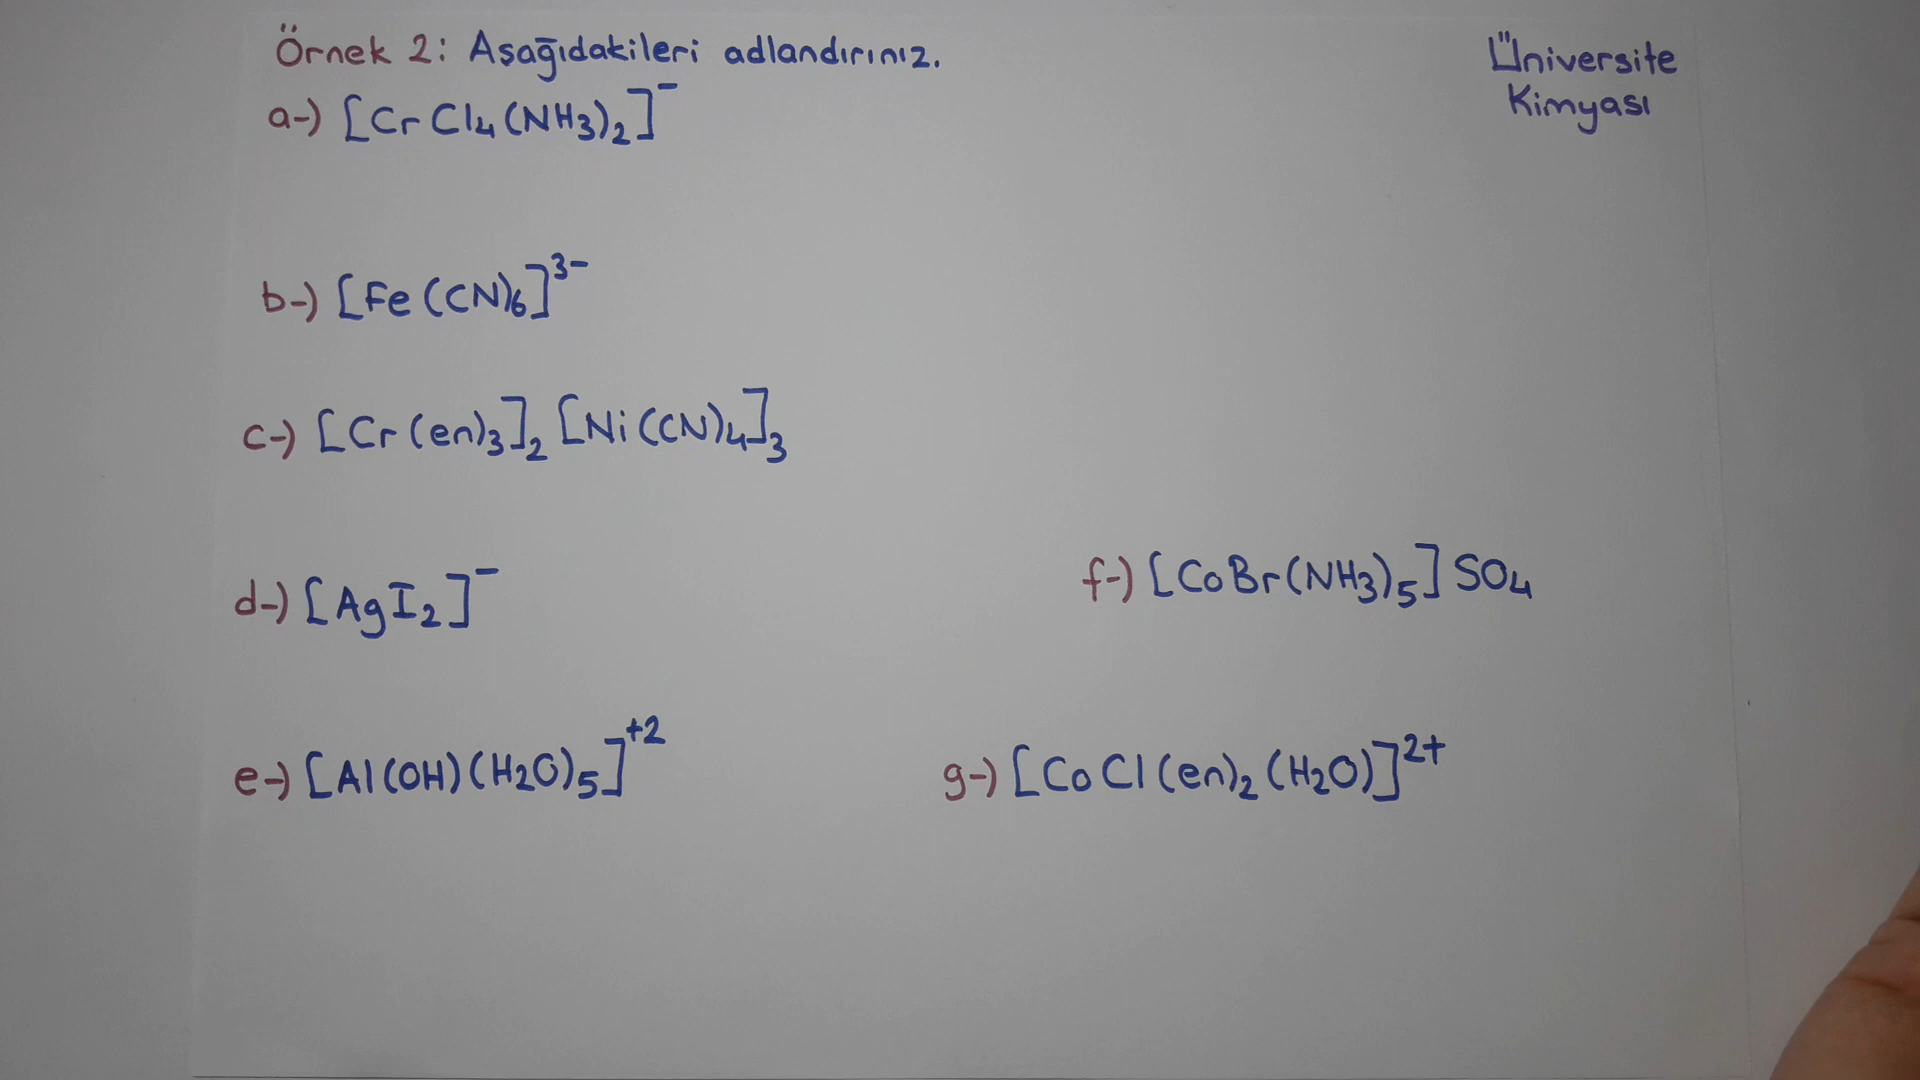 Örnek 2: Aşağıdakileri adlandırınız.
Üniversite
Kimyası
a-) [CrCl₄(NH₃)₂]⁻
b-) [Fe(CN)₆]³⁻
c-) [Cr(en)₃]₂ [Ni(CN)₄]₃
d-) [AgI₂]⁻
f-) [CoBr(NH₃)₅] SO₄
e-) [Al(OH)(H₂O)₅]⁺²
g-) [CoCl(en)₂(H₂O)]²⁺